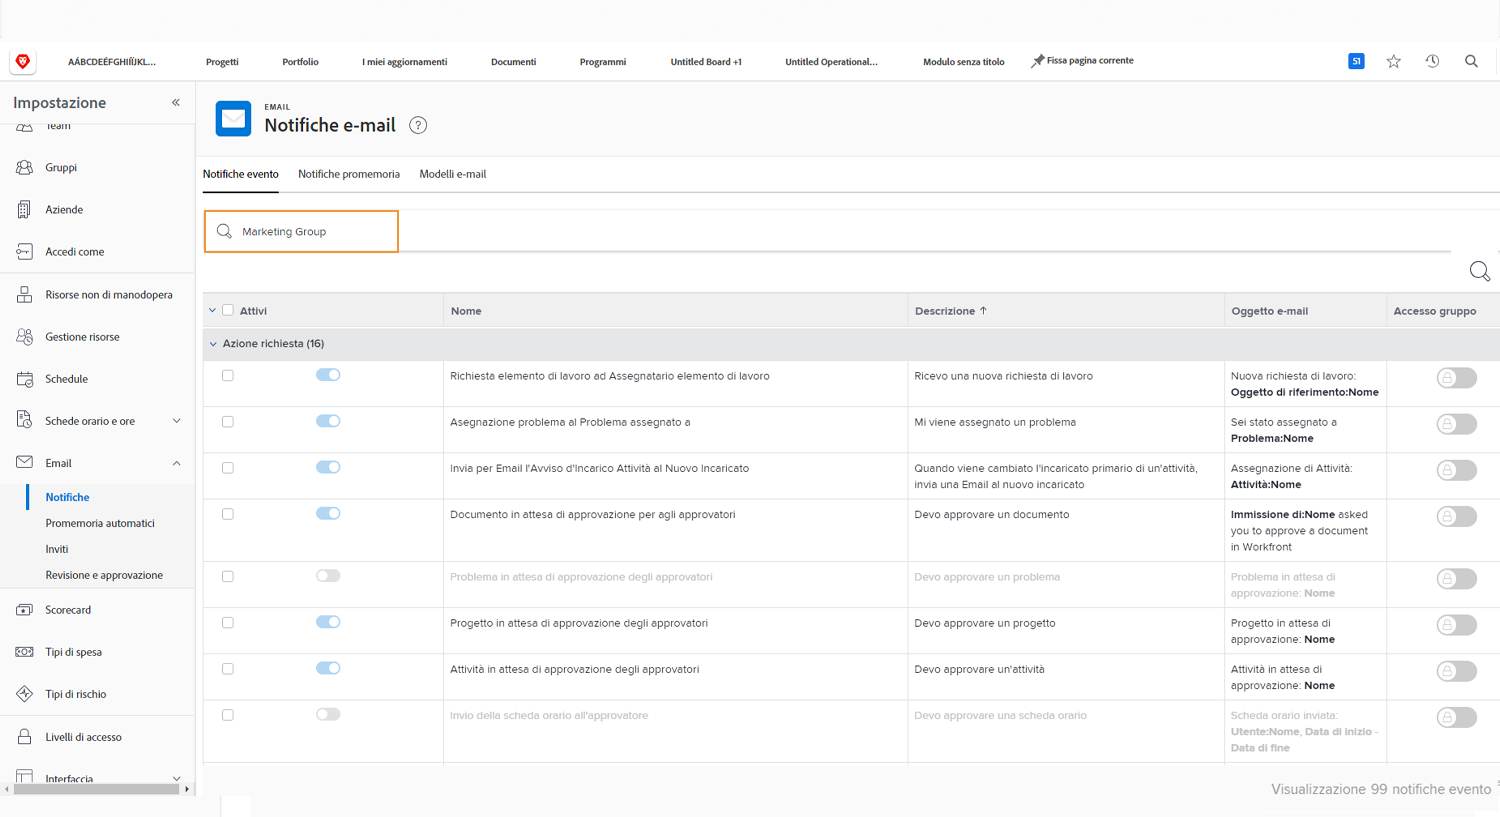 AÁBCDEÉFGHIÍÏJKL...
Progetti
Portfolio
I miei aggiornamenti
Documenti
Programmi
Untitled Board +1
Untitled Operational...
Modulo senza titolo
Fissa pagina corrente
51
Impostazione
Team
Gruppi
Aziende
Accedi come
Risorse non di manodopera
Gestione risorse
Schedule
Schede orario e ore
Email
Notifiche
Promemoria automatici
Inviti
Revisione e approvazione
Scorecard
Tipi di spesa
Tipi di rischio
Livelli di accesso
Interfaccia
EMAIL
Notifiche e-mail
?
Notifiche evento
Notifiche promemoria
Modelli e-mail
Marketing Group
Attivi
Nome
Descrizione
Oggetto e-mail
Accesso gruppo
Azione richiesta (16)
Richiesta elemento di lavoro ad Assegnatario elemento di lavoro
Ricevo una nuova richiesta di lavoro
Nuova richiesta di lavoro:
Oggetto di riferimento:Nome
Asegnazione problema al Problema assegnato a
Mi viene assegnato un problema
Sei stato assegnato a
Problema:Nome
Invia per Email l'Avviso d'Incarico Attività al Nuovo Incaricato
Quando viene cambiato l'incaricato primario di un'attività,
invia una Email al nuovo incaricato
Assegnazione di Attività:
Attività:Nome
Documento in attesa di approvazione per agli approvatori
Devo approvare un documento
Immissione di:Nome asked
you to approve a document
in Workfront
Problema in attesa di approvazione degli approvatori
Devo approvare un problema
Problema in attesa di
approvazione: Nome
Progetto in attesa di approvazione degli approvatori
Devo approvare un progetto
Progetto in attesa di
approvazione: Nome
Attività in attesa di approvazione degli approvatori
Devo approvare un'attività
Attività in attesa di
approvazione: Nome
Invio della scheda orario all'approvatore
Devo approvare una scheda orario
Scheda orario inviata:
Utente:Nome, Data di inizio -
Data di fine
Visualizzazione 99 notifiche evento